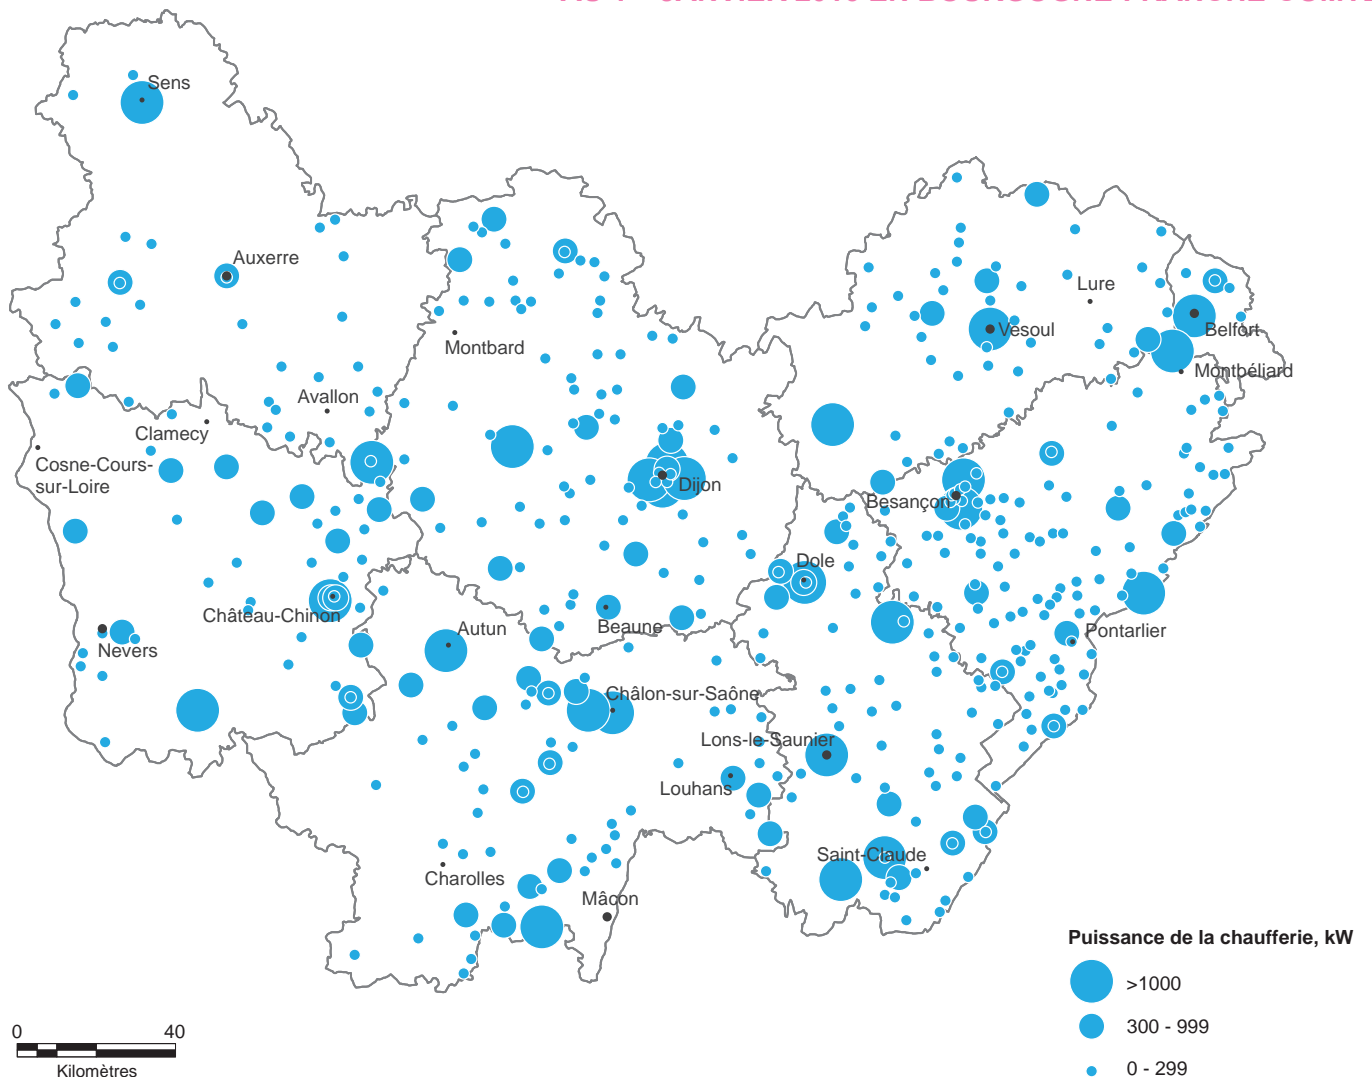 Sens
Auxerre
Montbard
Avallon
Clamecy
Cosne-Cours-
sur-Loire
Lure
Vesoul
Belfort
Montbéliard
Dijon
Besançon
Dole
Château-Chinon
Nevers
Autun
Beaune
Pontarlier
Châlon-sur-Saône
Lons-le-Saunier
Louhans
Saint-Claude
Charolles
Mâcon
Puissance de la chaufferie, kW
>1000
300 - 999
0 - 299
0 40
Kilomètres